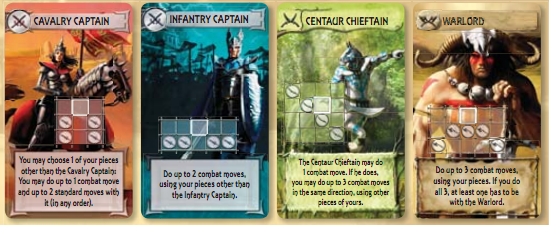 CAVALRY CAPTAIN
You may choose 1 of your pieces
other than the Cavalry Captain.
You may do up to 1 combat move
and up to 2 standard moves with
it (in any order).
INFANTRY CAPTAIN
Do up to 2 combat moves,
using your pieces other than
the Infantry Captain.
CENTAUR CHIEFTAIN
The Centaur Chieftain may do
1 combat move. If he does,
you may do up to 3 combat moves
in the same direction, using other
pieces of yours.
WARLORD
Do up to 3 combat moves,
using your pieces. If you do
all 3, at least one has to be
with the Warlord.